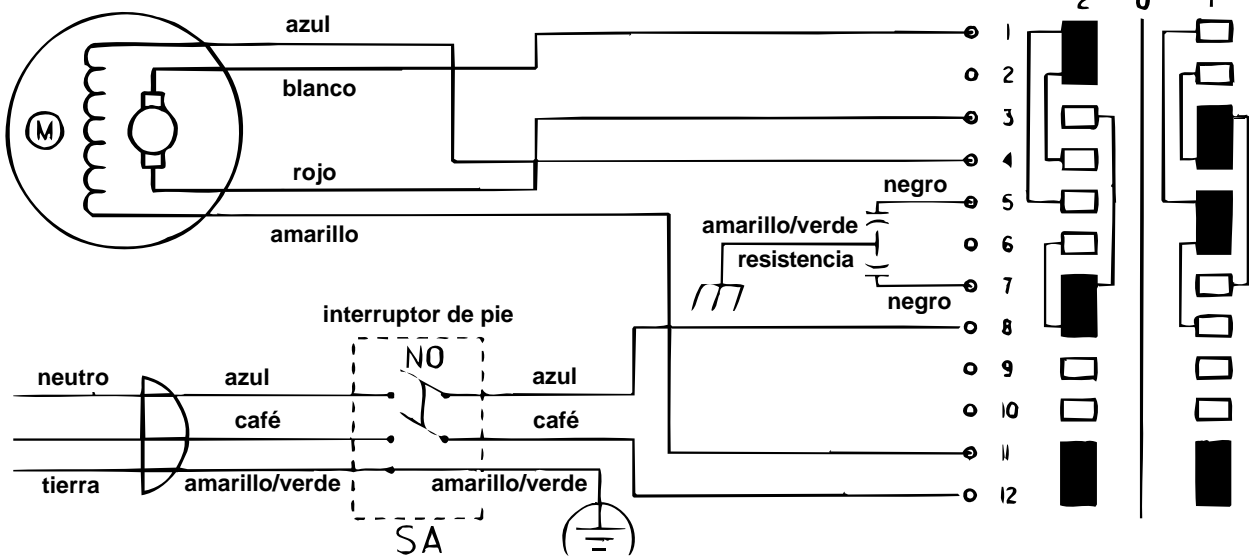 2 0 1
azul
1
blanco
2
3
4
M
rojo
negro
5
amarillo/verde
amarillo
6
resistencia
7
negro
interruptor de pie
8
NO
neutro
azul
azul
9
café
café
10
11
tierra
amarillo/verde
amarillo/verde
12
SA